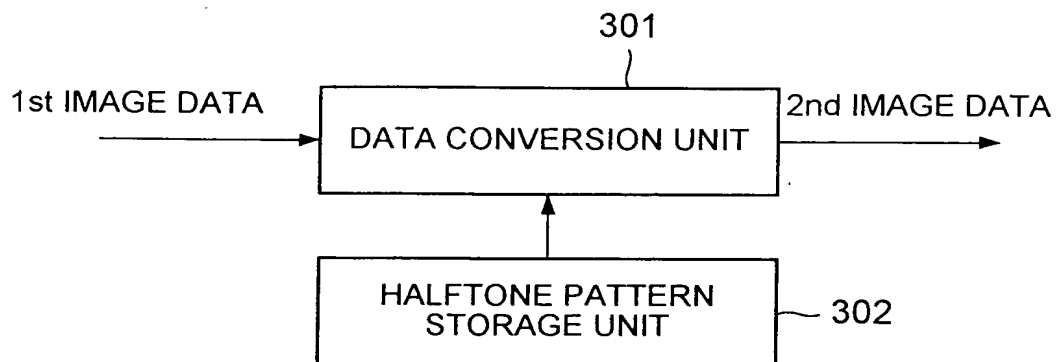 301
1st IMAGE DATA
DATA CONVERSION UNIT
2nd IMAGE DATA
HALFTONE PATTERN
STORAGE UNIT
302